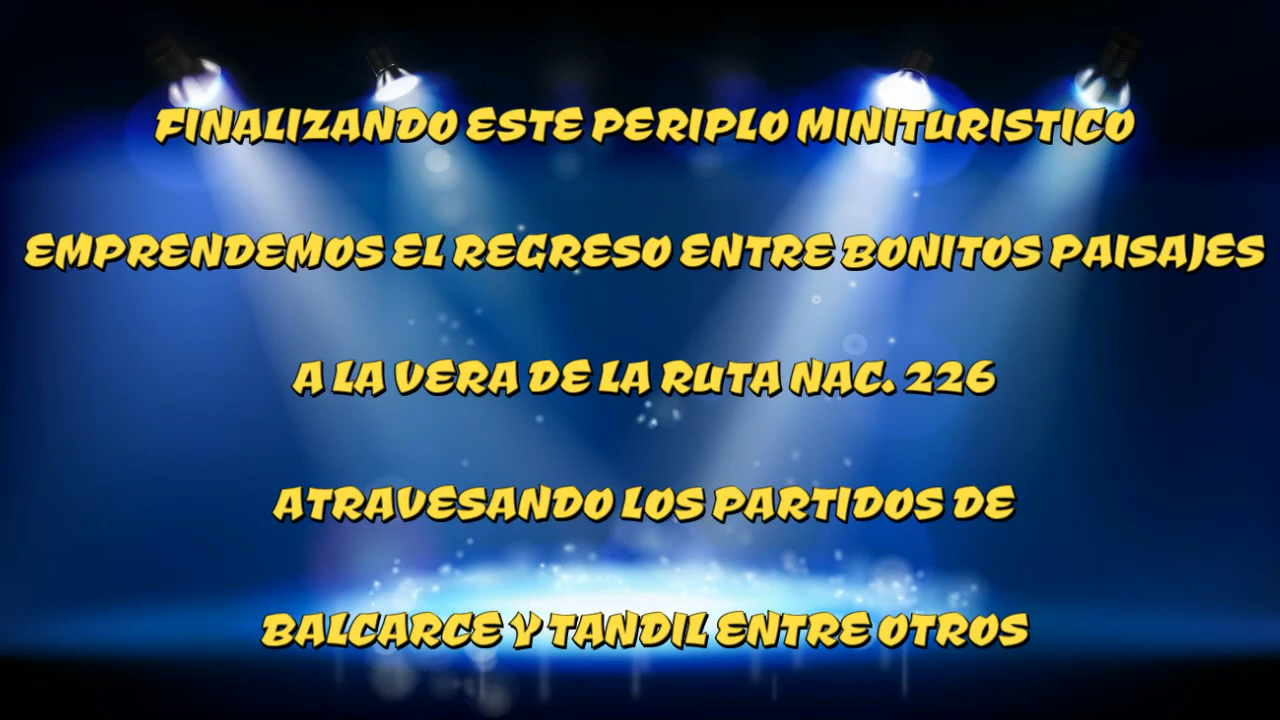 FINALIZANDO ESTE PERIPLO MINITURISTICO
EMPRENDEMOS EL REGRESO ENTRE BONITOS PAISAJES
A LA VERA DE LA RUTA NAC. 226
ATRAVESANDO LOS PARTIDOS DE
BALCARCE Y TANDIL ENTRE OTROS